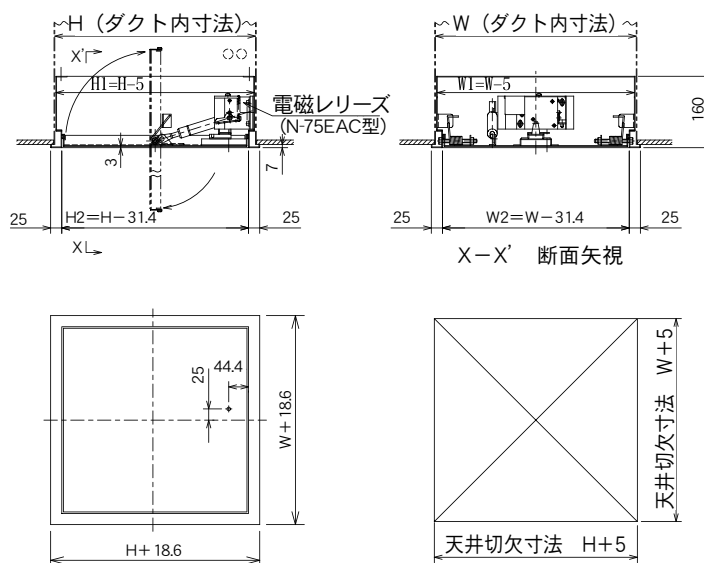 H（ダクト内寸法）
X'
○○
H1=H-5
電磁レリーズ
(N-75EAC型)
3
7
25
H2=H-31.4
25
X
W（ダクト内寸法）
W1=W-5
160
25
W2=W-31.4
25
X-X' 断面矢視
44.4
25
W+18.6
H+18.6
天井切欠寸法 W+5
天井切欠寸法 H+5